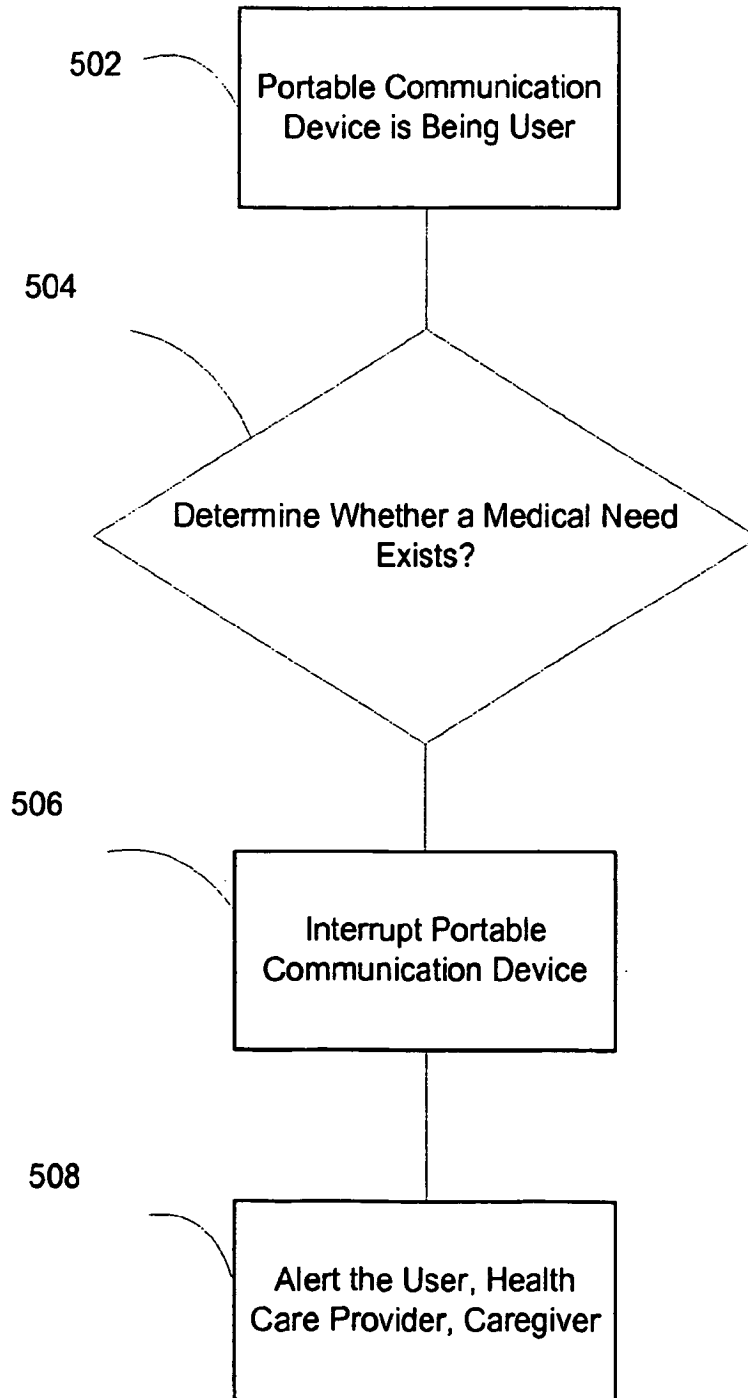 502
Portable Communication
Device is Being User
504
Determine Whether a Medical Need
Exists?
506
Interrupt Portable
Communication Device
508
Alert the User, Health
Care Provider, Caregiver